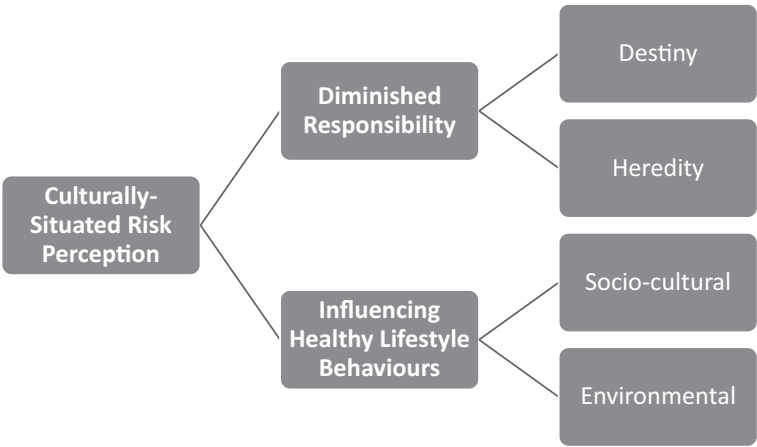 Culturally-
Situated Risk
Perception
Diminished
Responsibility
Destiny
Heredity
Influencing
Healthy Lifestyle
Behaviours
Socio-cultural
Environmental